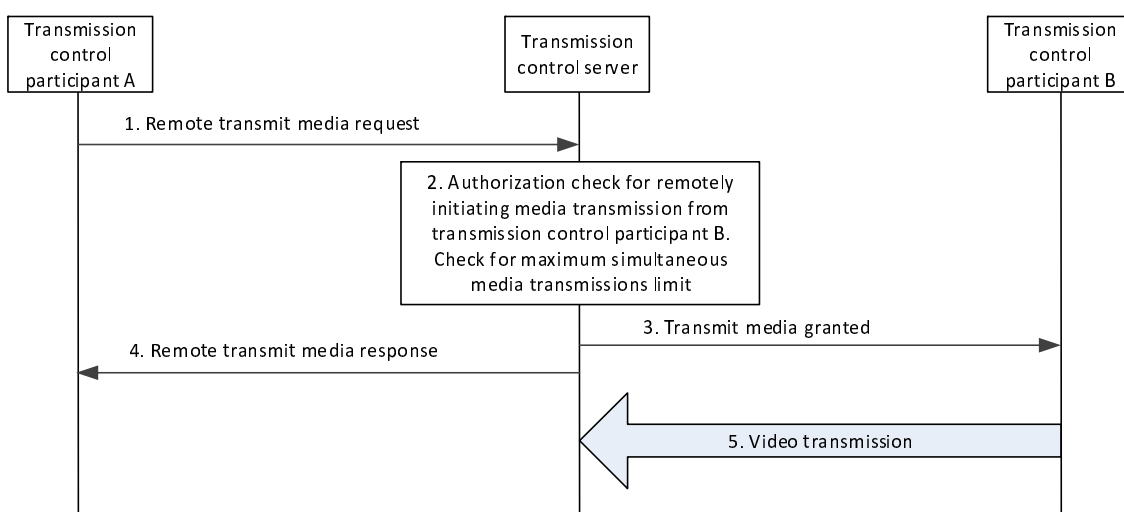 Transmission
control
participant A
Transmission
control server
Transmission
control
participant B
1. Remote transmit media request
2. Authorization check for remotely
initiating media transmission from
transmission control participant B.
Check for maximum simultaneous
media transmissions limit
3. Transmit media granted
4. Remote transmit media response
5. Video transmission